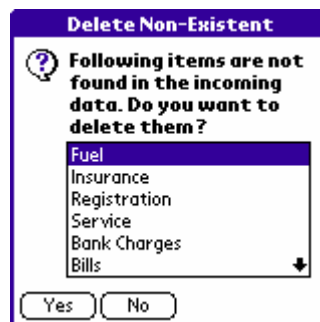 Delete Non-Existent
Following items are not
found in the incoming
data. Do you want to
delete them?
Fuel
Insurance
Registration
Service
Bank Charges
Bills
Yes No